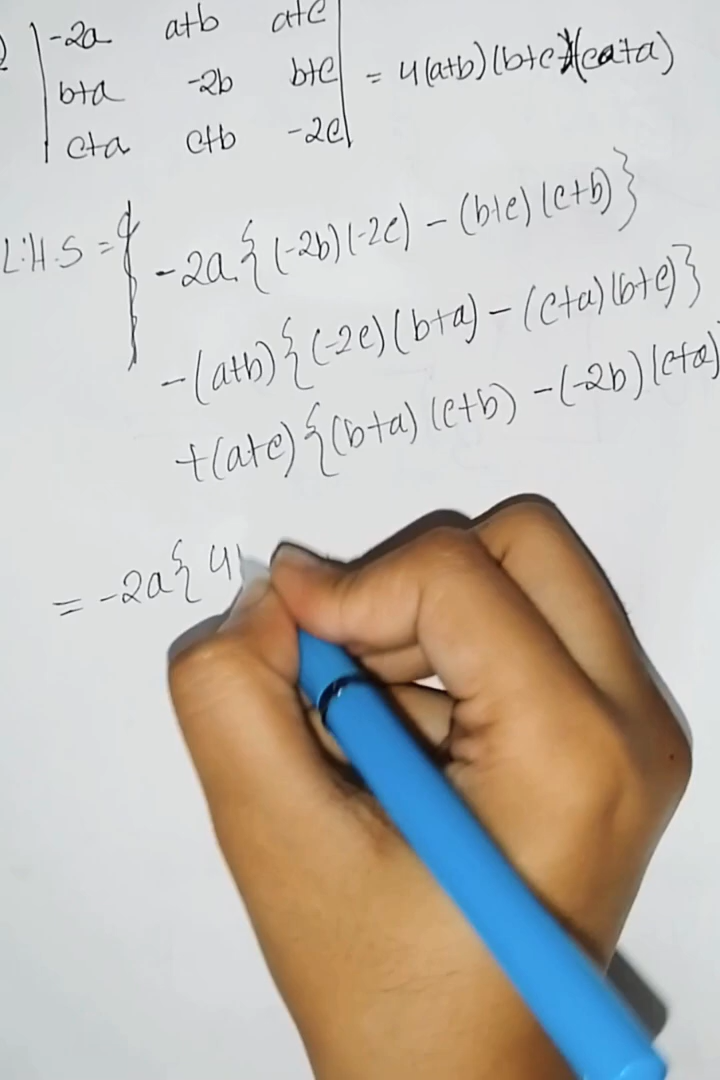 -2a a+b a+c
b+a -2b b+c = 4(a+b)(b+c)(c+a)
c+a c+b -2c
L.H.S = -2a.{(-2b)(-2c) - (b+c)(c+b)}
-(a+b){(-2c)(b+a) - (c+a)(b+c)}
+(a+c){(b+a)(c+b) - (-2b)(c+a)
= -2a{4